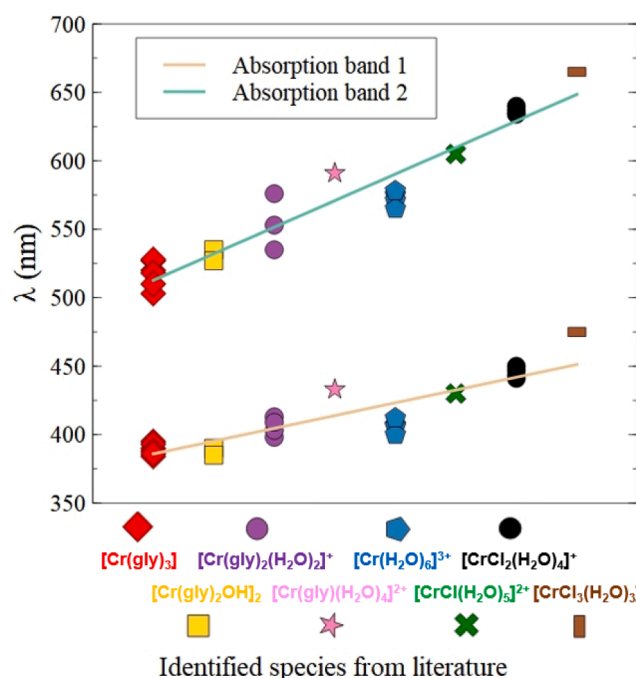 700
650
600
550
500
450
400
350
λ (nm)
Absorption band 1
Absorption band 2
[Cr(gly)₃] [Cr(gly)₂(H₂O)₂]⁺ [Cr(H₂O)₆]³⁺ [CrCl₂(H₂O)₄]⁺
[Cr(gly)₂OH]₂ [Cr(gly)(H₂O)₄]²⁺ [CrCl(H₂O)₅]²⁺ [CrCl₃(H₂O)₃]
Identified species from literature